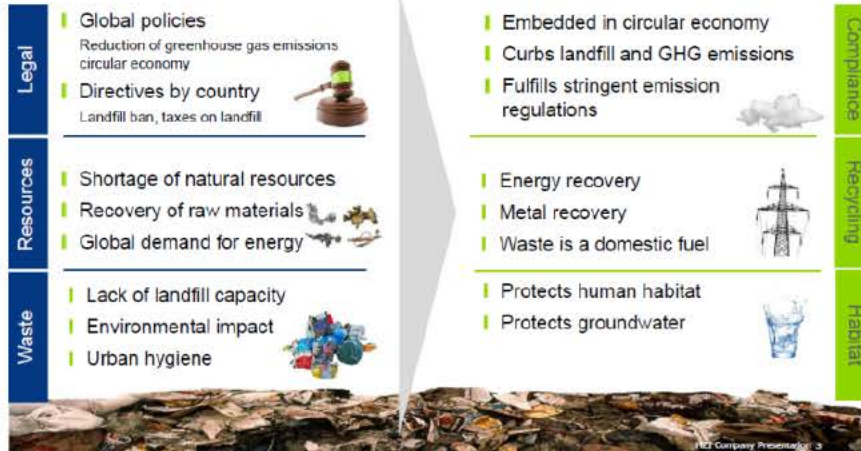 Legal
Global policies
Reduction of greenhouse gas emissions
circular economy
Directives by country
Landfill ban, taxes on landfill
Resources
Shortage of natural resources
Recovery of raw materials
Global demand for energy
Waste
Lack of landfill capacity
Environmental impact
Urban hygiene
Embedded in circular economy
Curbs landfill and GHG emissions
Fulfills stringent emission
regulations
Compliance
Energy recovery
Metal recovery
Waste is a domestic fuel
Recycling
Protects human habitat
Protects groundwater
Habitat
Company Presentation 3